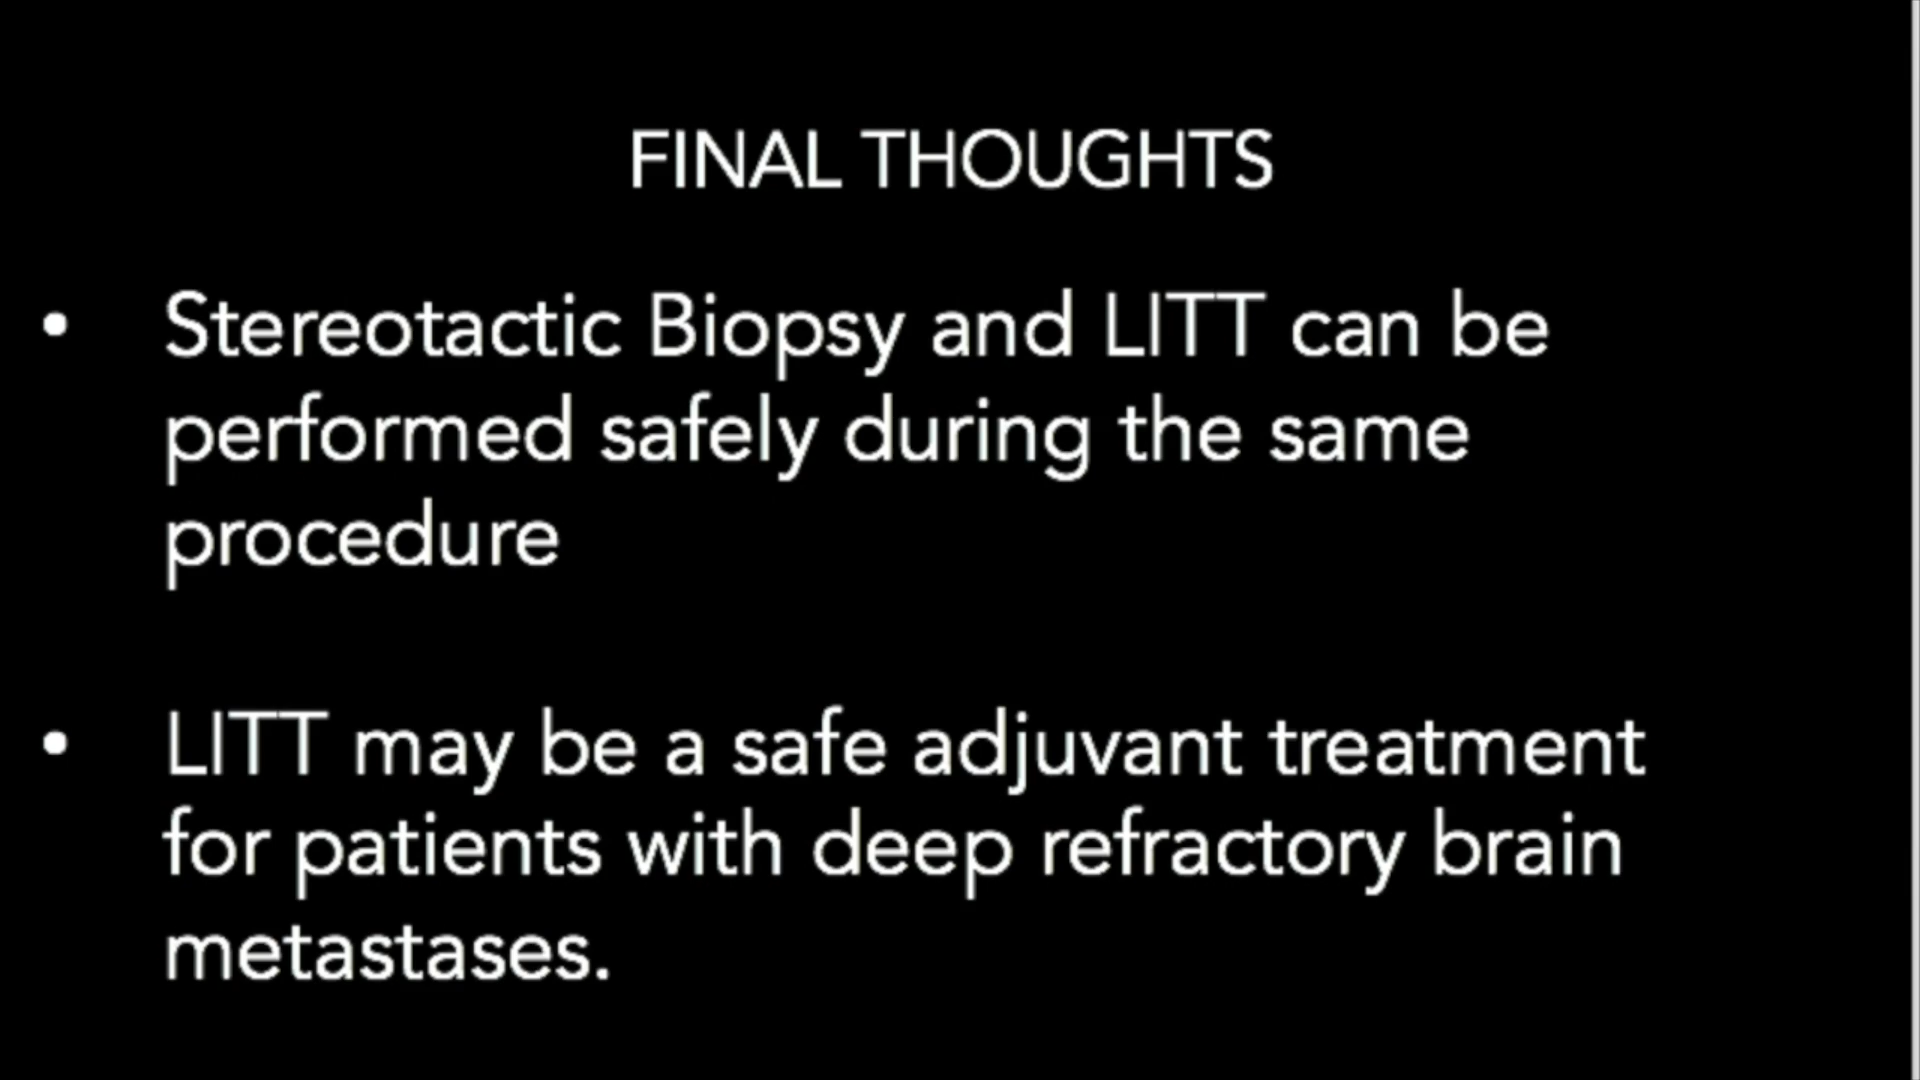 FINAL THOUGHTS
• Stereotactic Biopsy and LITT can be
performed safely during the same
procedure
• LITT may be a safe adjuvant treatment
for patients with deep refractory brain
metastases.